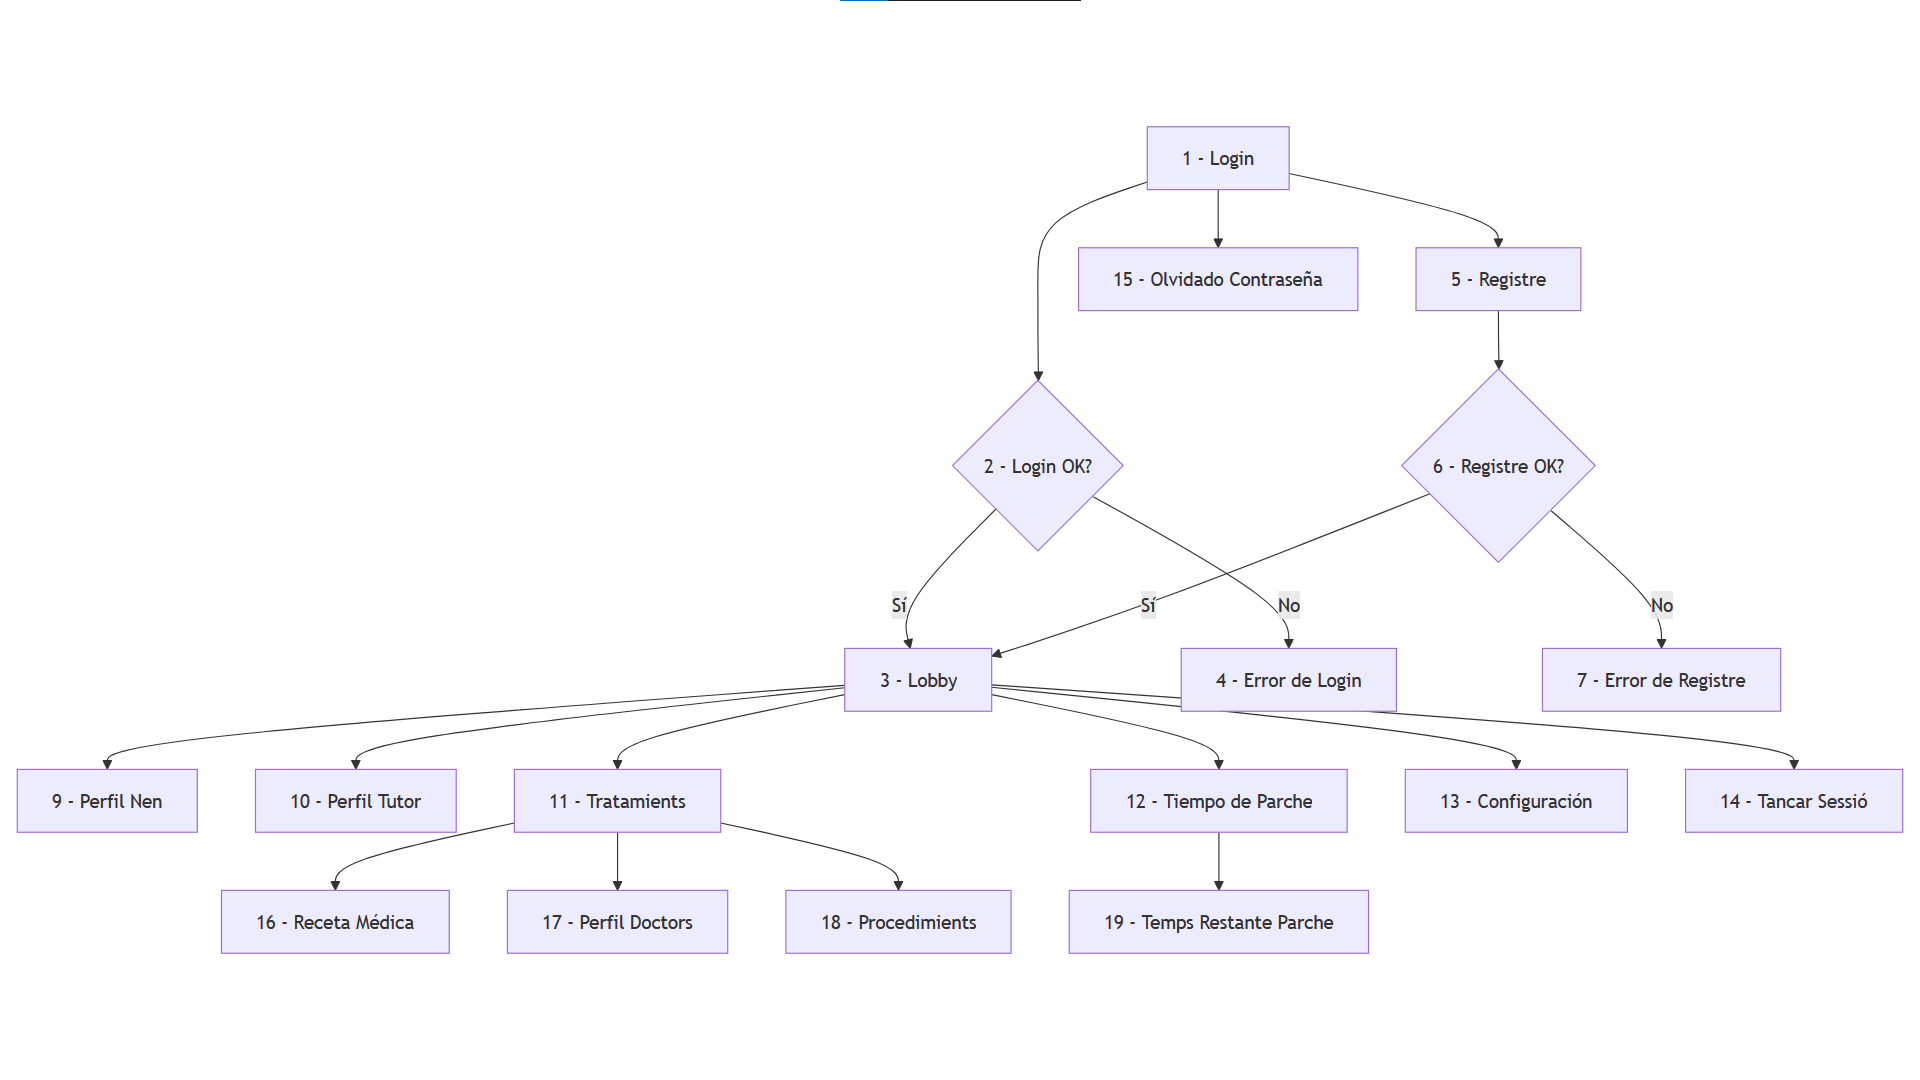 1 - Login
15 - Olvidado Contraseña
5 - Registre
2 - Login OK?
6 - Registre OK?
Sí
Sí
No
No
3 - Lobby
4 - Error de Login
7 - Error de Registre
9 - Perfil Nen
10 - Perfil Tutor
11 - Tratamients
12 - Tiempo de Parche
13 - Configuración
14 - Tancar Sessió
16 - Receta Médica
17 - Perfil Doctors
18 - Procedimients
19 - Temps Restante Parche